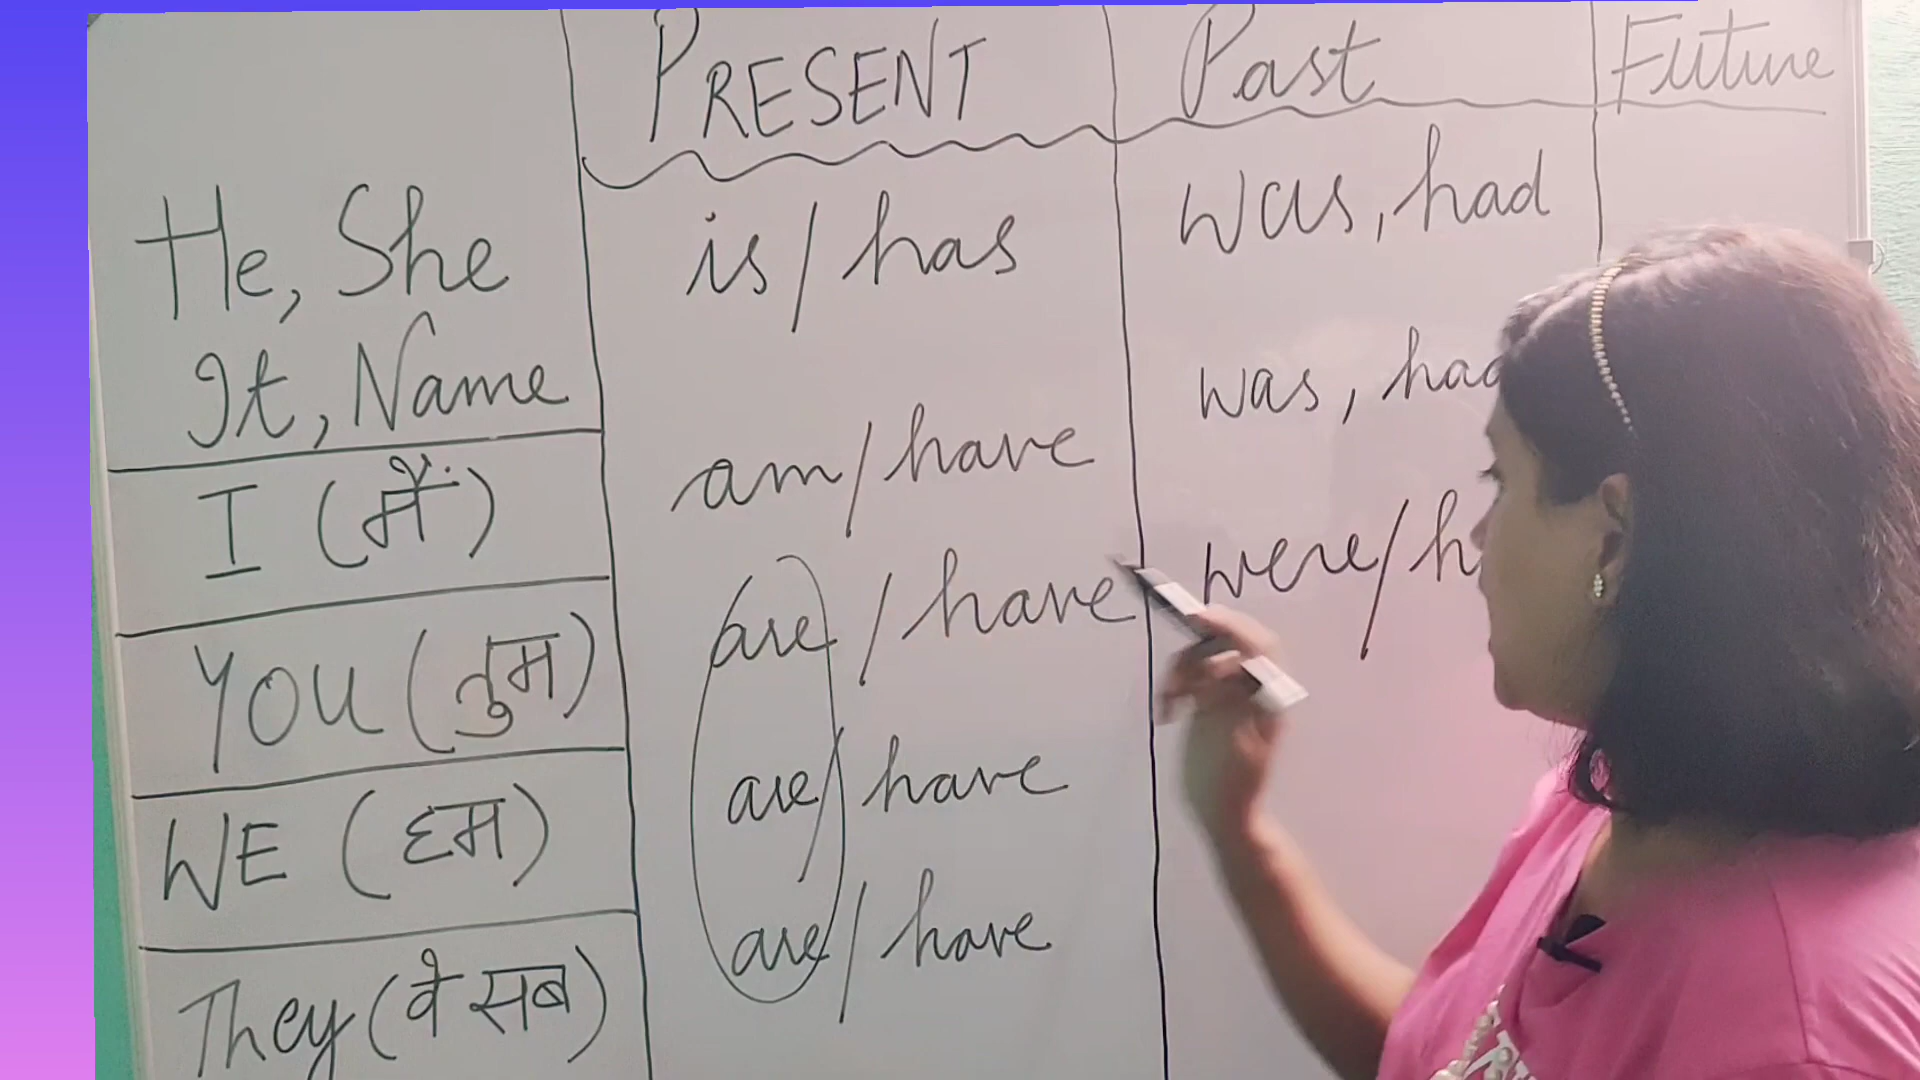 PRESENT Past Future
He, She is/has was, had
It, Name
I (मैं) am/have was, had
YOU (तुम) are/have were/
WE (हम) are/have
They (वे सब) are/have